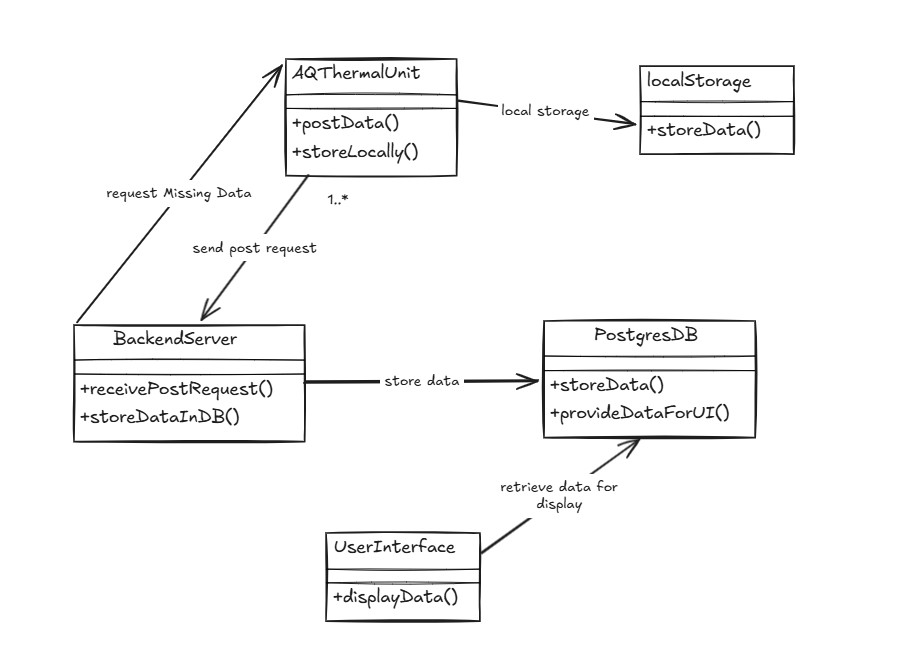 AQThermalUnit
+postData()
+storeLocally()
local storage
localStorage
+storeData()
request Missing Data
1..*
send post request
BackendServer
+receivePostRequest()
+storeDataInDB()
store data
PostgresDB
+storeData()
+provideDataForUI()
retrieve data for
display
UserInterface
+displayData()